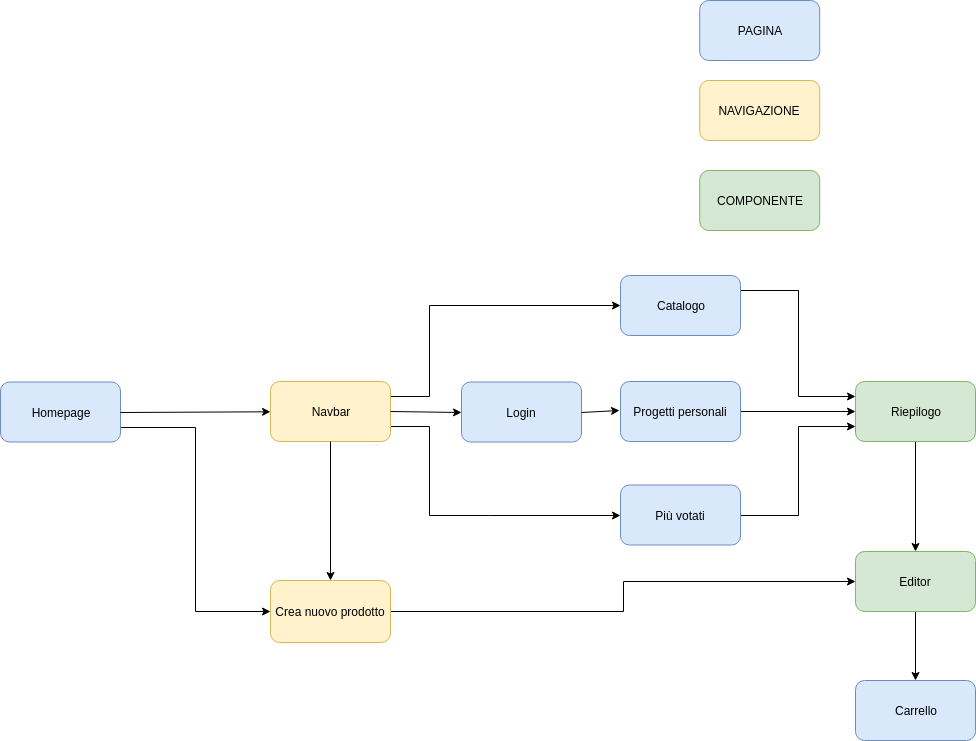 PAGINA
NAVIGAZIONE
COMPONENTE
Catalogo
Homepage
Navbar
Login
Progetti personali
Riepilogo
Più votati
Crea nuovo prodotto
Editor
Carrello